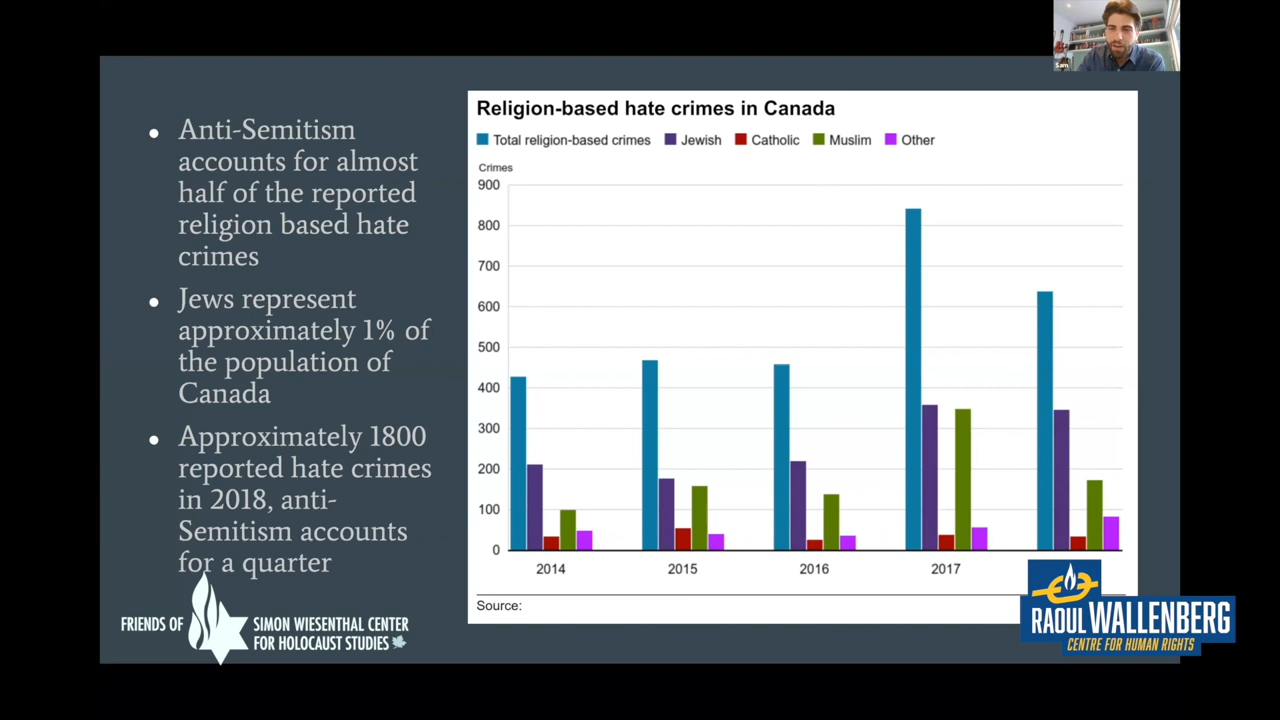 Sam
Anti-Semitism
accounts for almost
half of the reported
religion based hate
crimes
Jews represent
approximately 1% of
the population of
Canada
Approximately 1800
reported hate crimes
in 2018, anti-
Semitism accounts
for a quarter
FRIENDS OF
SIMON WIESENTHAL CENTER
FOR HOLOCAUST STUDIES
Religion-based hate crimes in Canada
Total religion-based crimes Jewish Catholic Muslim Other
Crimes
900
800
700
600
500
400
300
200
100
0
2014 2015 2016 2017
Source:
RAOUL WALLENBERG
CENTRE FOR HUMAN RIGHTS